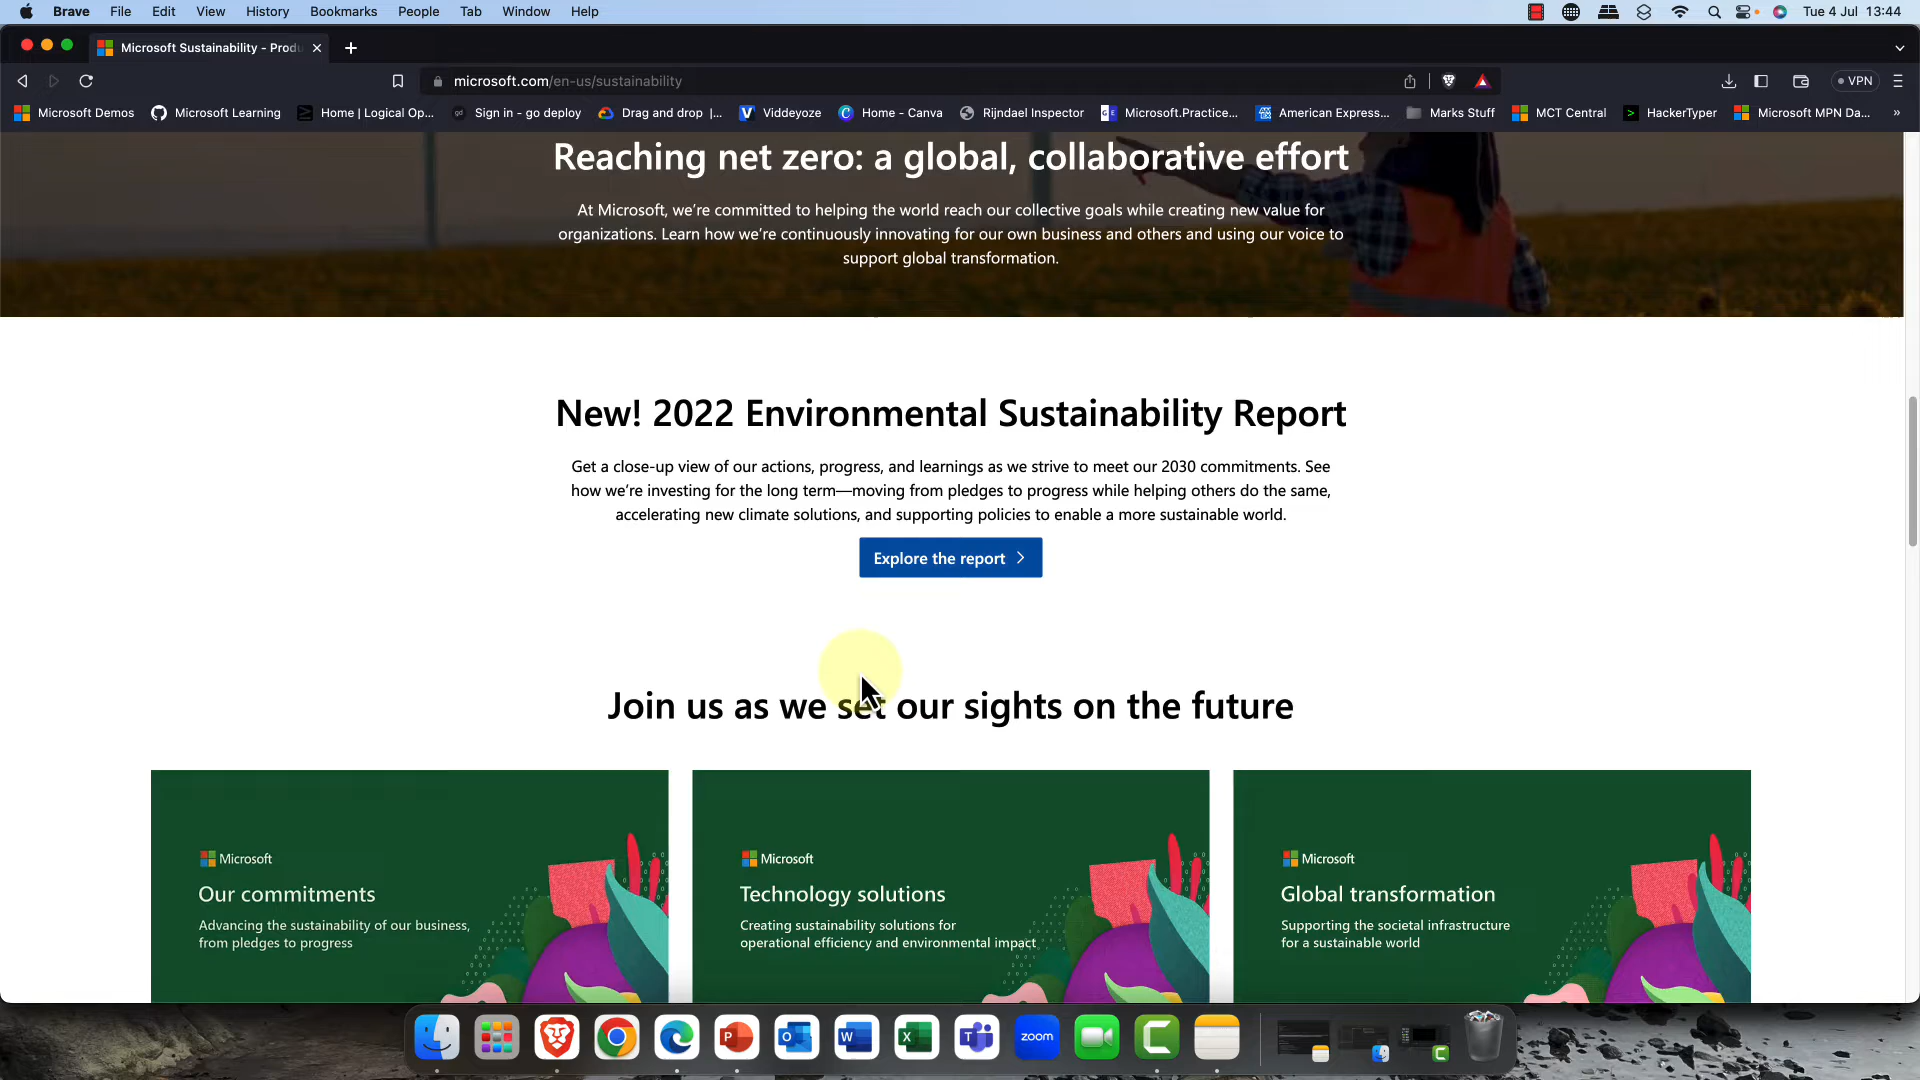 Brave File Edit View History Bookmarks People Tab Window Help Tue 4 Jul 13:44
Microsoft Sustainability - Produ
microsoft.com/en-us/sustainability VPN
Microsoft Demos Microsoft Learning Home | Logical Op... Sign in - go deploy Drag and drop |... Viddeyoze Home - Canva Rijndael Inspector Microsoft.Practice... American Express... Marks Stuff MCT Central HackerTyper Microsoft MPN Da... »
Reaching net zero: a global, collaborative effort
At Microsoft, we're committed to helping the world reach our collective goals while creating new value for
organizations. Learn how we're continuously innovating for our own business and others and using our voice to
support global transformation.
New! 2022 Environmental Sustainability Report
Get a close-up view of our actions, progress, and learnings as we strive to meet our 2030 commitments. See
how we're investing for the long term—moving from pledges to progress while helping others do the same,
accelerating new climate solutions, and supporting policies to enable a more sustainable world.
Explore the report
Join us as we set our sights on the future
Microsoft
Our commitments
Advancing the sustainability of our business,
from pledges to progress
Microsoft
Technology solutions
Creating sustainability solutions for
operational efficiency and environmental impact
Microsoft
Global transformation
Supporting the societal infrastructure
for a sustainable world
zoom